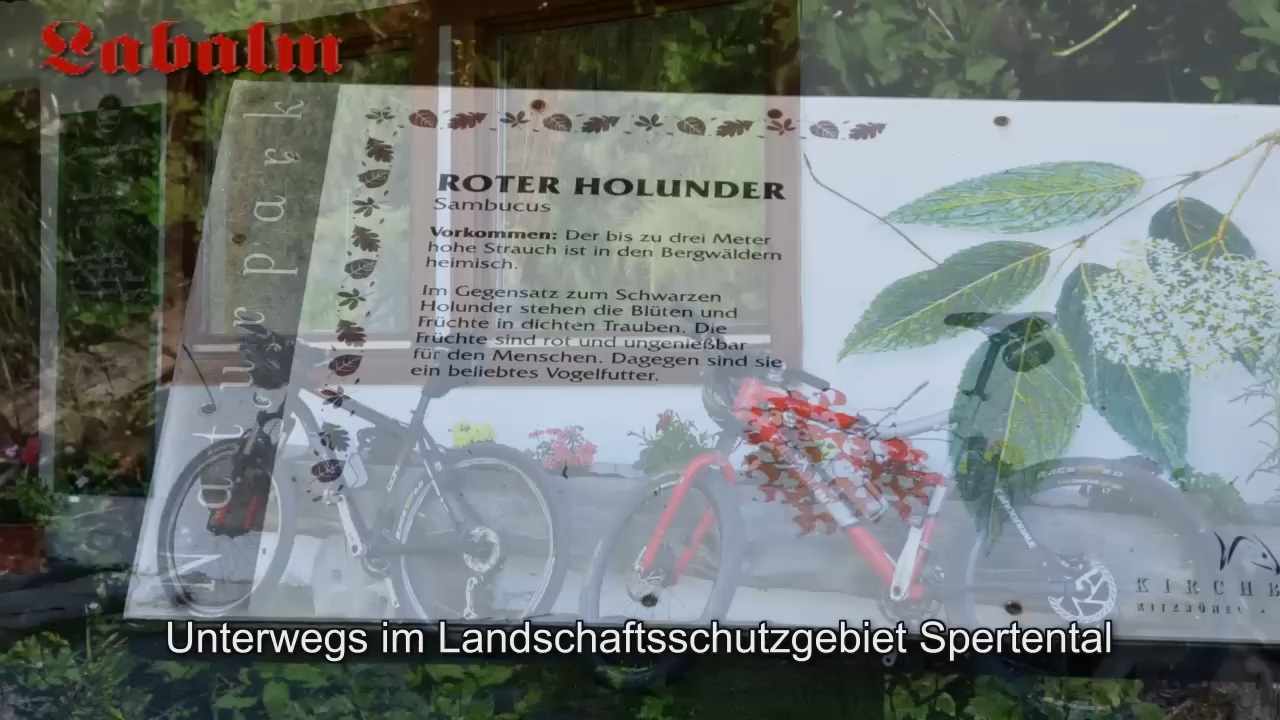 Labalm
Naturpark
ROTER HOLUNDER
Sambucus
Vorkommen: Der bis zu drei Meter
hohe Strauch ist in den Bergwäldern
heimisch.
Im Gegensatz zum Schwarzen
Holunder stehen die Blüten und
Früchte in dichten Trauben. Die
Früchte sind rot und ungenießbar
für den Menschen. Dagegen sind sie
ein beliebtes Vogelfutter.
Unterwegs im Landschaftsschutzgebiet Spertental